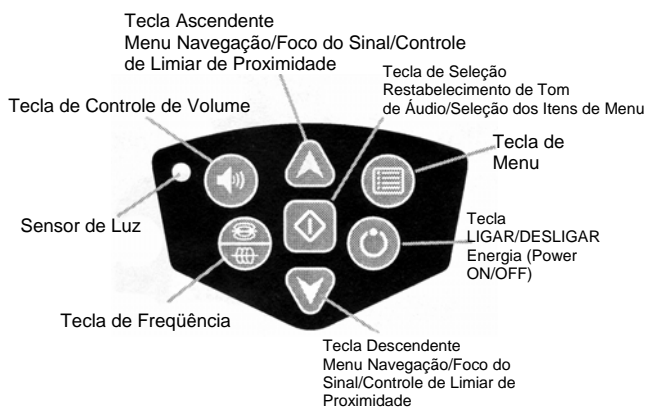 Tecla Ascendente
Menu Navegação/Foco do Sinal/Controle
de Limiar de Proximidade
Tecla de Seleção
Restabelecimento de Tom
de Áudio/Seleção dos Itens de Menu
Tecla de Controle de Volume
Tecla de
Menu
Sensor de Luz
Tecla
LIGAR/DESLIGAR
Energia (Power
ON/OFF)
Tecla de Freqüência
Tecla Descendente
Menu Navegação/Foco do
Sinal/Controle de Limiar de
Proximidade